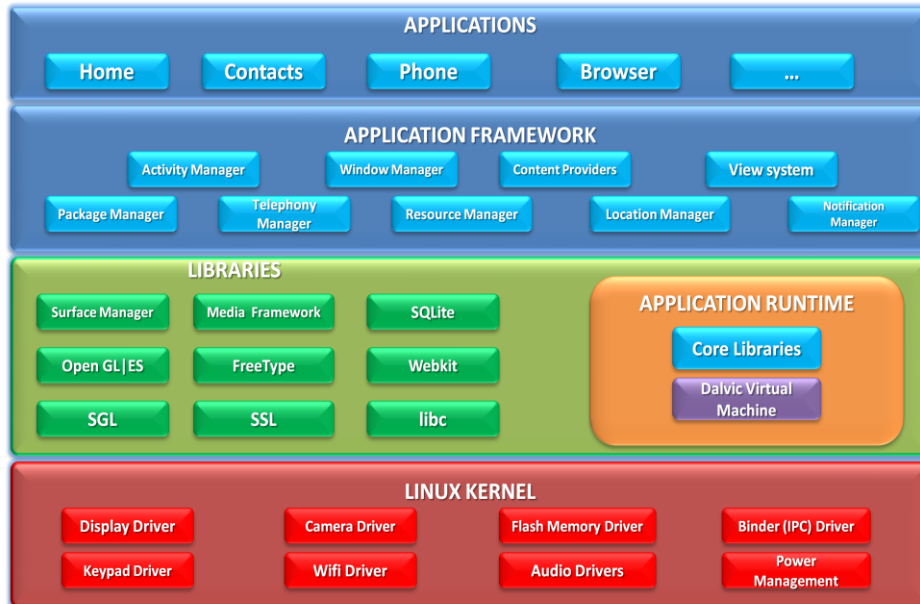 APPLICATIONS
Home
Contacts
Phone
Browser
...
APPLICATION FRAMEWORK
Activity Manager
Window Manager
Content Providers
View system
Package Manager
Telephony
Manager
Resource Manager
Location Manager
Notification
Manager
LIBRARIES
Surface Manager
Media Framework
SQLite
Open GL|ES
FreeType
Webkit
SGL
SSL
libc
APPLICATION RUNTIME
Core Libraries
Dalvic Virtual
Machine
LINUX KERNEL
Display Driver
Camera Driver
Flash Memory Driver
Binder (IPC) Driver
Keypad Driver
Wifi Driver
Audio Drivers
Power
Management